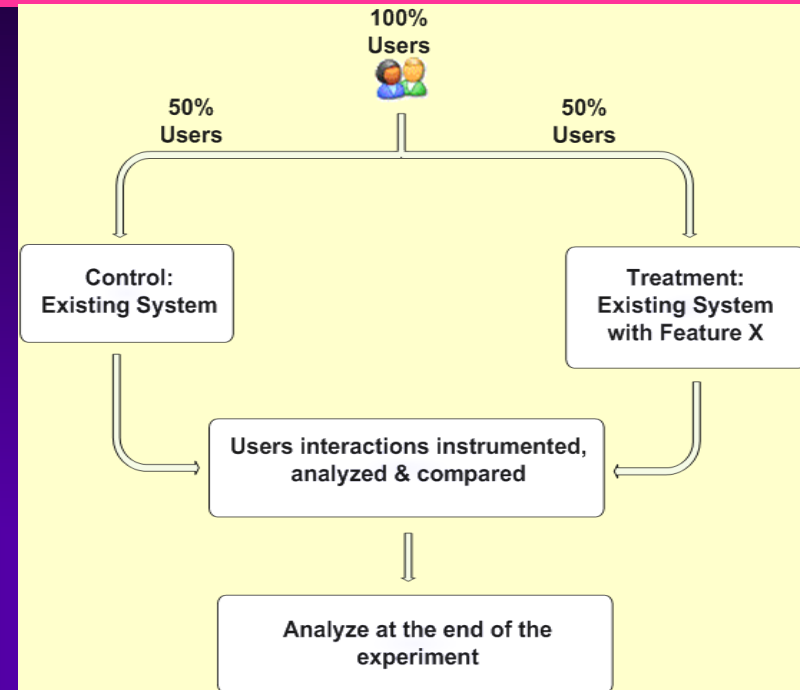 100%
Users
50%
Users
50%
Users
Control:
Existing System
Treatment:
Existing System
with Feature X
Users interactions instrumented,
analyzed & compared
Analyze at the end of the
experiment